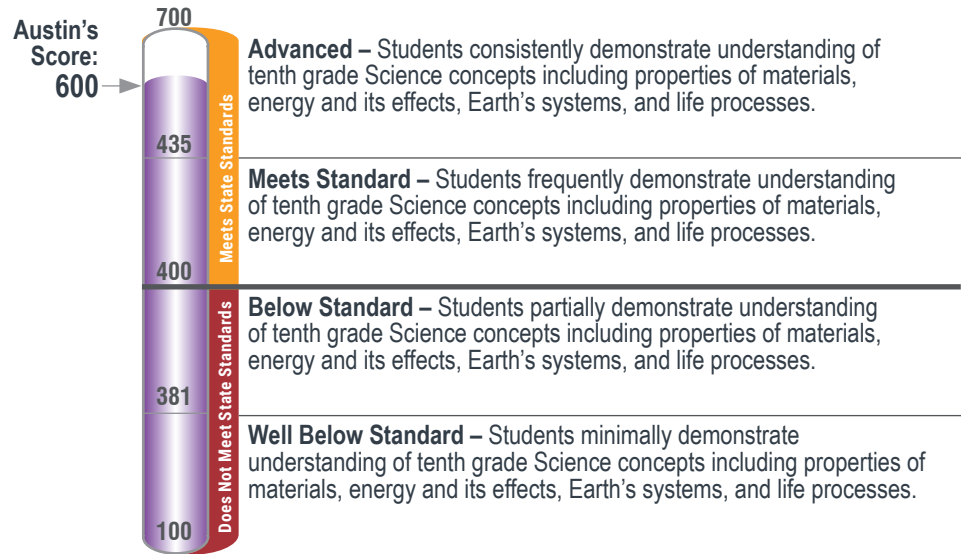 700
Austin's
Score:
600
Advanced – Students consistently demonstrate understanding of
tenth grade Science concepts including properties of materials,
energy and its effects, Earth's systems, and life processes.
435
Meets State Standards
Meets Standard – Students frequently demonstrate understanding
of tenth grade Science concepts including properties of materials,
energy and its effects, Earth's systems, and life processes.
400
Below Standard – Students partially demonstrate understanding
of tenth grade Science concepts including properties of materials,
energy and its effects, Earth's systems, and life processes.
381
Does Not Meet State Standards
Well Below Standard – Students minimally demonstrate
understanding of tenth grade Science concepts including properties of
materials, energy and its effects, Earth's systems, and life processes.
100